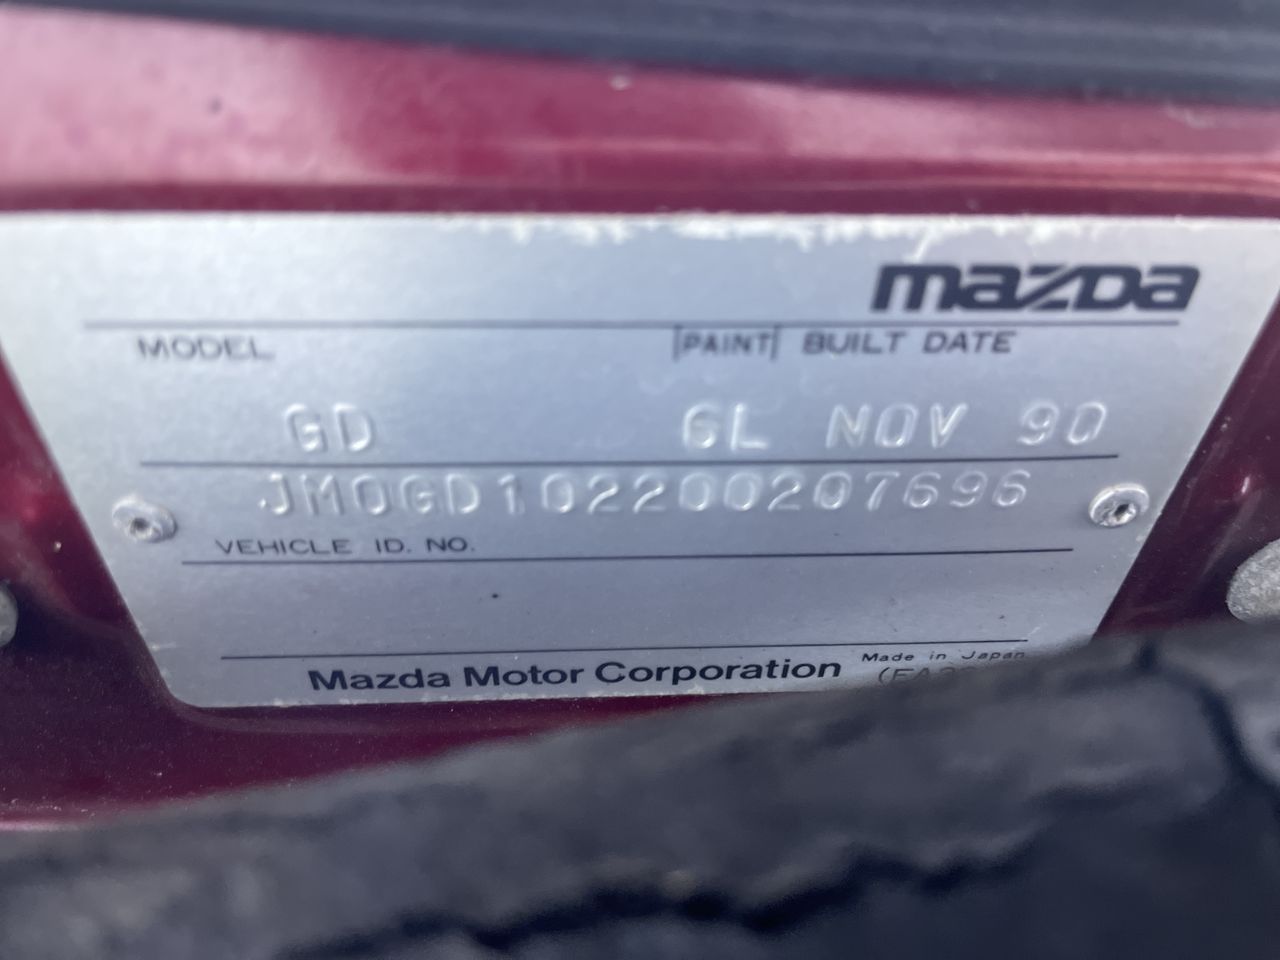 mazda
MODEL PAINT BUILT DATE
GD 6L NOV 90
JM0GD102200207696
VEHICLE ID. NO.
Mazda Motor Corporation Made in Japan